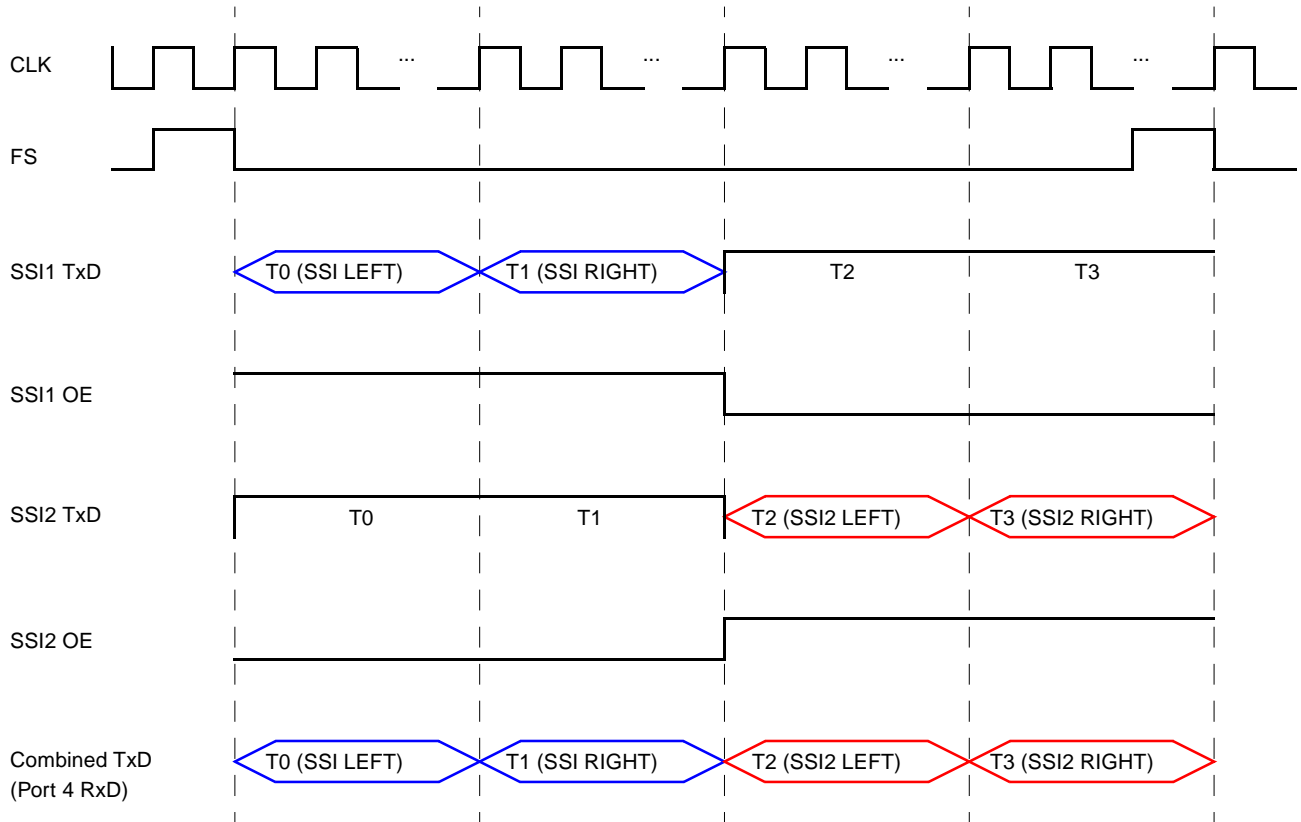 CLK ... ... ... ...
FS
SSI1 TxD T0 (SSI LEFT) T1 (SSI RIGHT) T2 T3
SSI1 OE
SSI2 TxD T0 T1 T2 (SSI2 LEFT) T3 (SSI2 RIGHT)
SSI2 OE
Combined TxD T0 (SSI LEFT) T1 (SSI RIGHT) T2 (SSI2 LEFT) T3 (SSI2 RIGHT)
(Port 4 RxD)